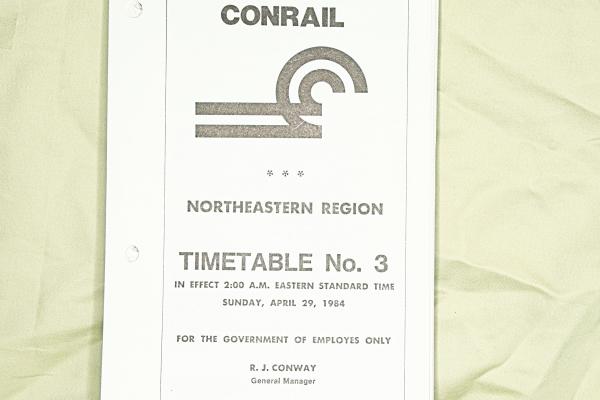 CONRAIL
* * *
NORTHEASTERN REGION
TIMETABLE No. 3
IN EFFECT 2:00 A.M. EASTERN STANDARD TIME
SUNDAY, APRIL 29, 1984
FOR THE GOVERNMENT OF EMPLOYES ONLY
R. J. CONWAY
General Manager